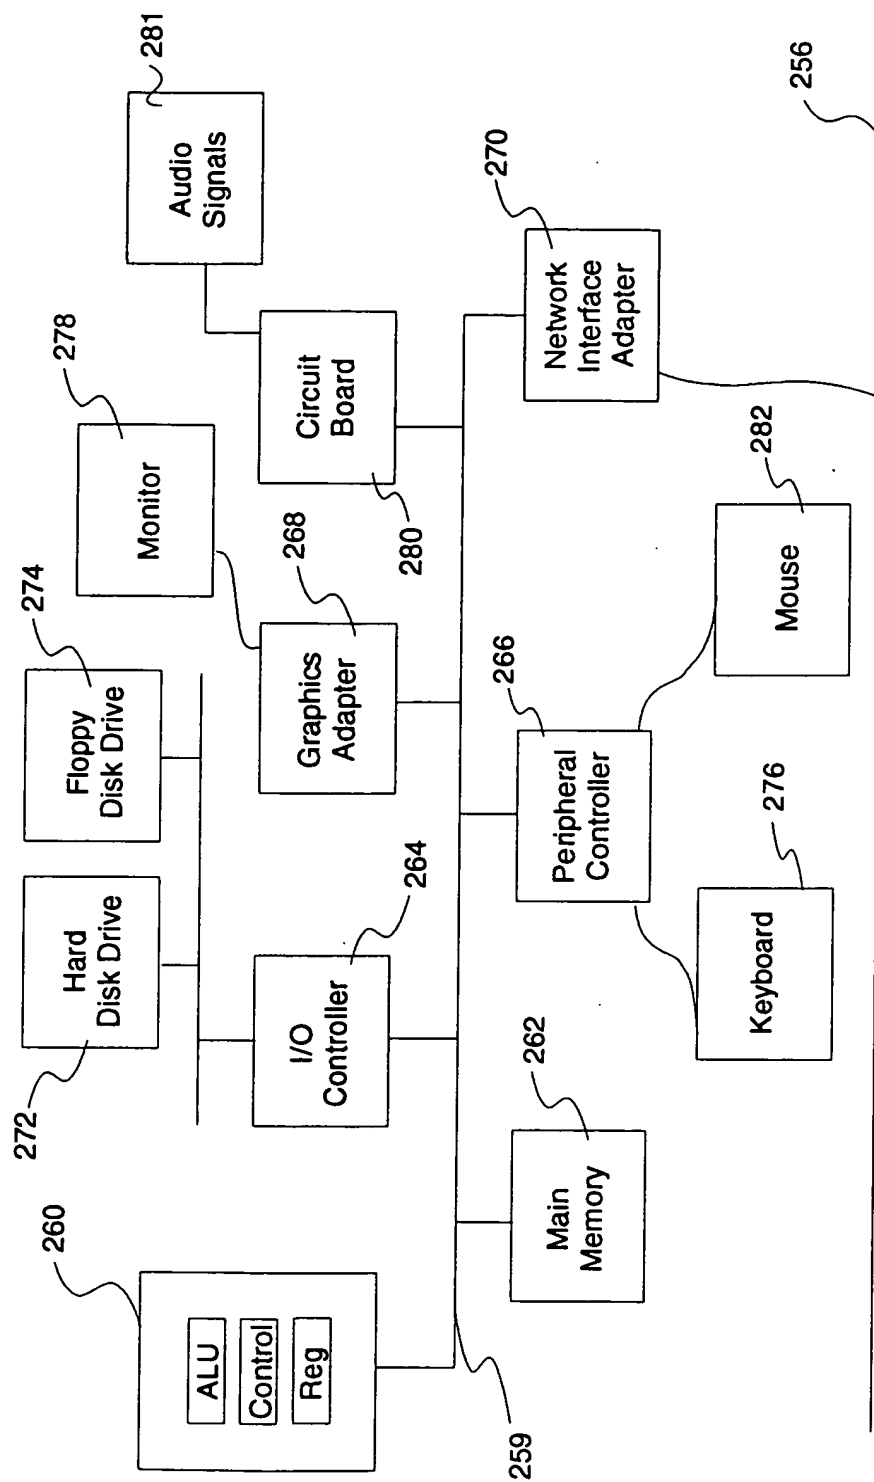 260
ALU
Control
Reg
259
272
Hard
Disk Drive
274
Floppy
Disk Drive
278
Monitor
281
Audio
Signals
I/O
Controller
264
Graphics
Adapter
268
Circuit
Board
280
Main
Memory
262
Peripheral
Controller
266
Network
Interface
Adapter
270
Keyboard
276
Mouse
282
256